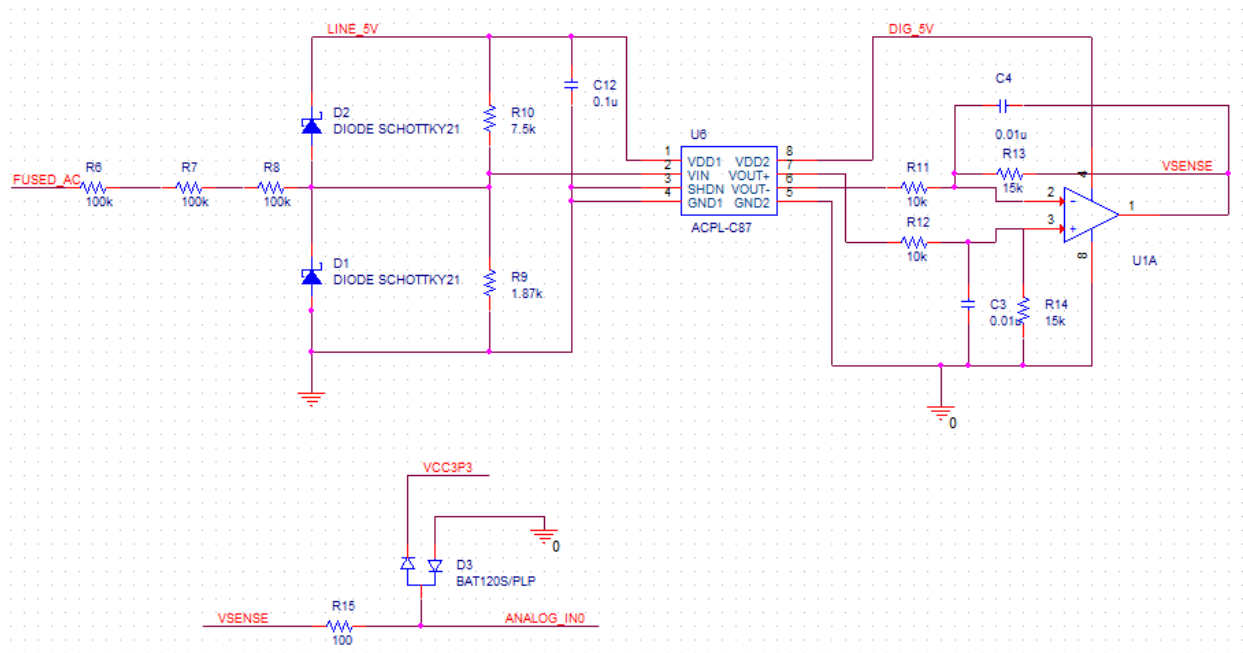 LINE_5V
DIG_5V
D2
DIODE SCHOTTKY21
R10
7.5k
C12
0.1u
U6
C4
0.01u
FUSED_AC
R6
100k
R7
100k
R8
100k
1
2
3
4
VDD1
VIN
SHDN
GND1
VDD2
VOUT+
VOUT-
GND2
8
7
6
5
ACPL-C87
R11
10k
R12
10k
R13
15k
VSENSE
4
2
3
-
+
1
8
U1A
D1
DIODE SCHOTTKY21
R9
1.87k
C3
0.01u
R14
15k
0
VCC3P3
0
D3
BAT120S/PLP
VSENSE
R15
100
ANALOG_IN0